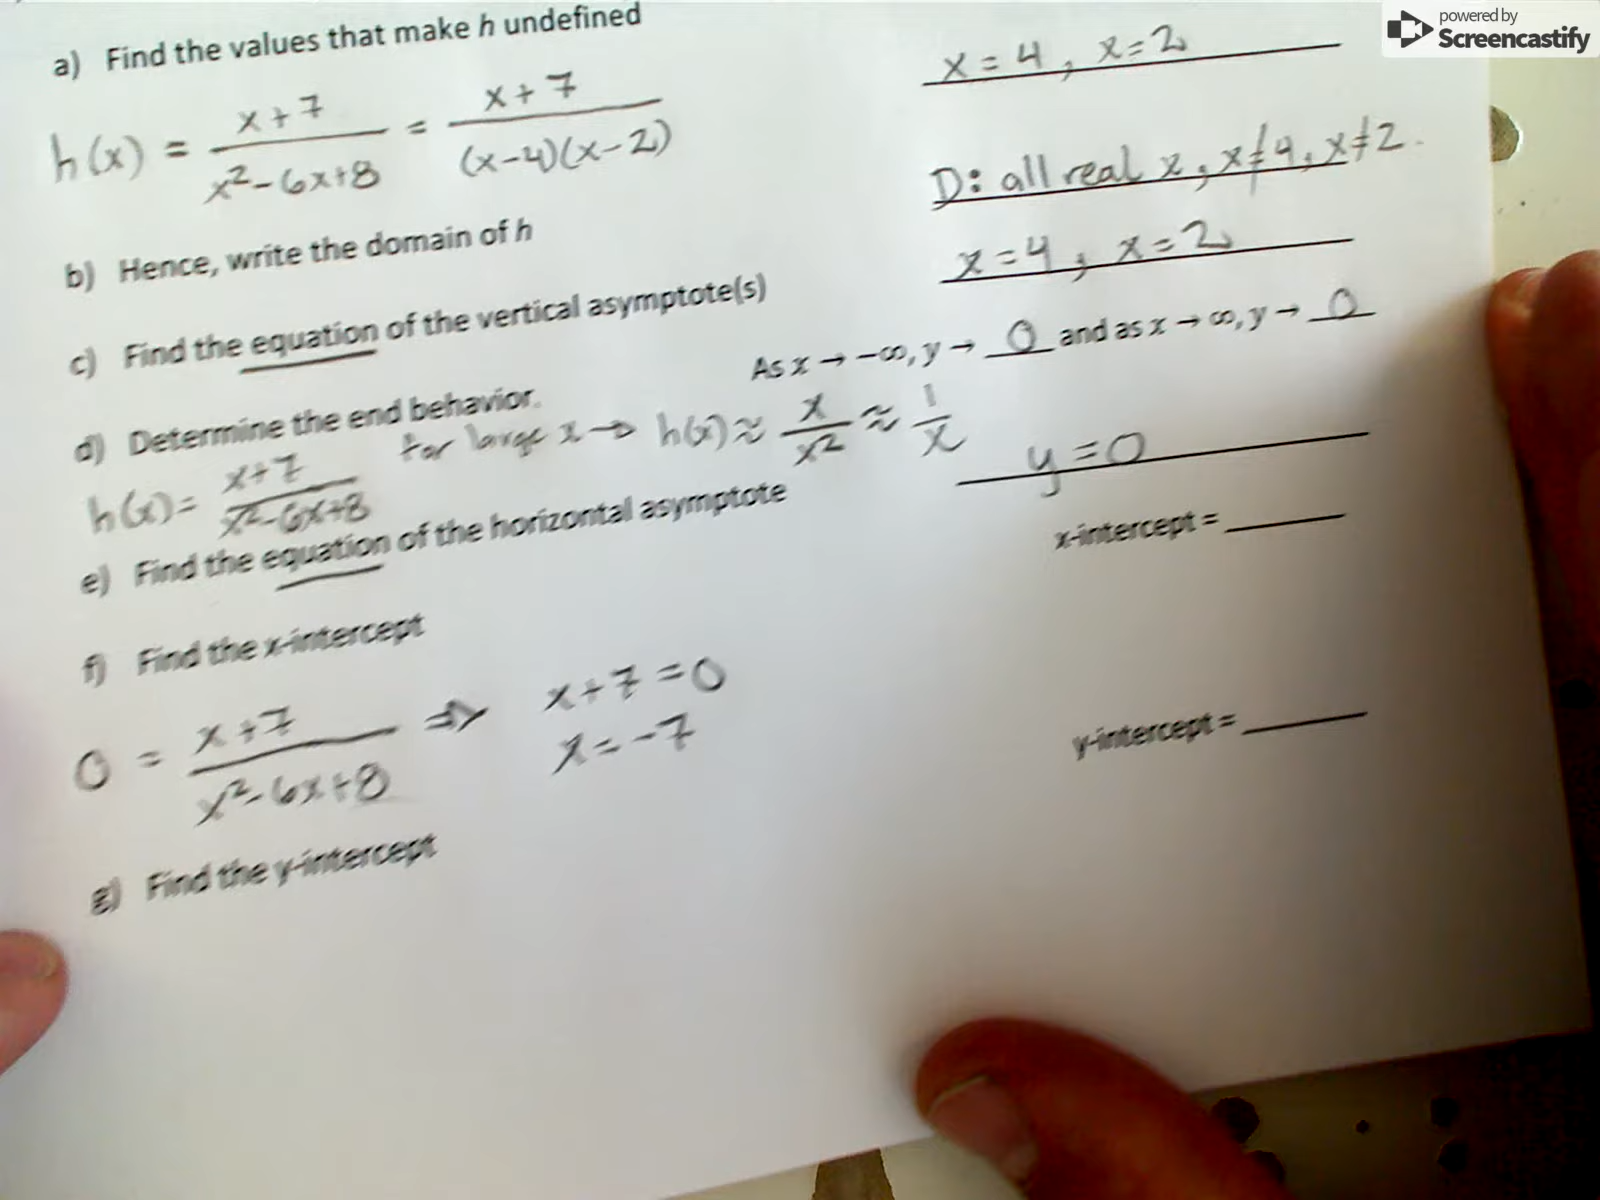 powered by
Screencastify
a) Find the values that make h undefined
x = 4 , x = 2
h(x) = x+7 / x²-6x+8 = x+7 / (x-4)(x-2)
D: all real x, x≠4, x≠2.
b) Hence, write the domain of h
x = 4 , x = 2
c) Find the equation of the vertical asymptote(s)
As x → -∞, y → 0 and as x → ∞, y → 0
d) Determine the end behavior.
for large x → h(x) ≈ x / x² ≈ 1 / x
h(x) = x+7 / x²-6x+8
y = 0
e) Find the equation of the horizontal asymptote
x-intercept = ______
f) Find the x-intercept
0 = x+7 / x²-6x+8 ⇒ x+7 = 0
x = -7
y-intercept = ______
g) Find the y-intercept